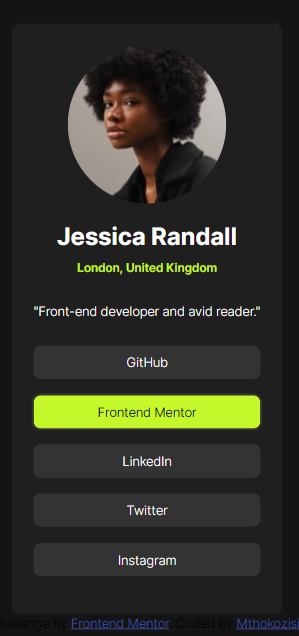 Jessica Randall
London, United Kingdom
"Front-end developer and avid reader."
GitHub
Frontend Mentor
LinkedIn
Twitter
Instagram
hallenge by Frontend Mentor. Coded by Mthokozisi